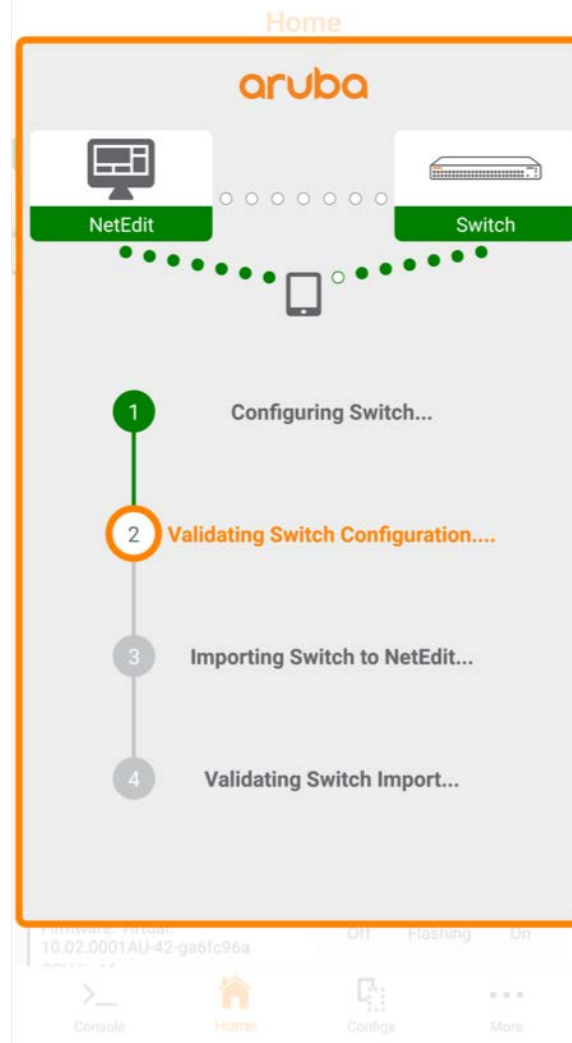 Home
aruba
NetEdit
Switch
1 Configuring Switch...
2 Validating Switch Configuration....
3 Importing Switch to NetEdit...
4 Validating Switch Import...
Firmware: Virtual.
10.02.0001AU-42-ga6fc96a
Off Flashing On
Console Home Configs More